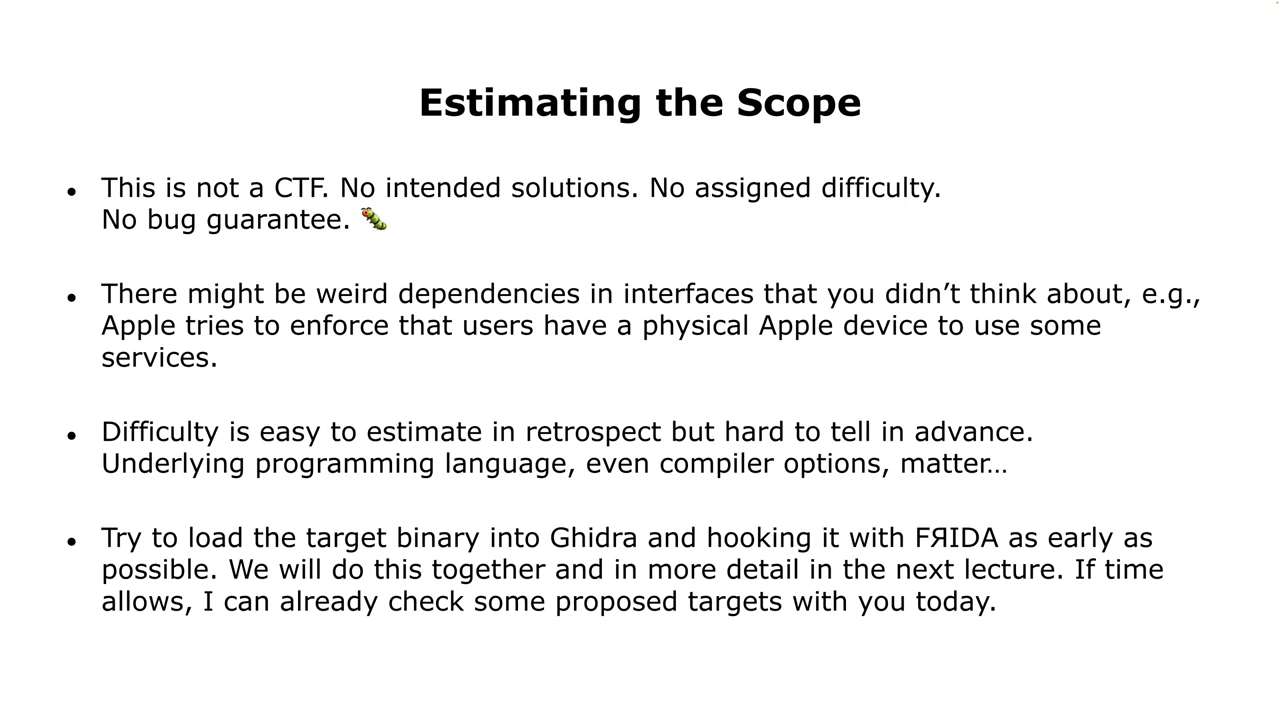 Estimating the Scope
• This is not a CTF. No intended solutions. No assigned difficulty.
No bug guarantee. 🐛
• There might be weird dependencies in interfaces that you didn’t think about, e.g.,
Apple tries to enforce that users have a physical Apple device to use some
services.
• Difficulty is easy to estimate in retrospect but hard to tell in advance.
Underlying programming language, even compiler options, matter…
• Try to load the target binary into Ghidra and hooking it with FЯIDA as early as
possible. We will do this together and in more detail in the next lecture. If time
allows, I can already check some proposed targets with you today.